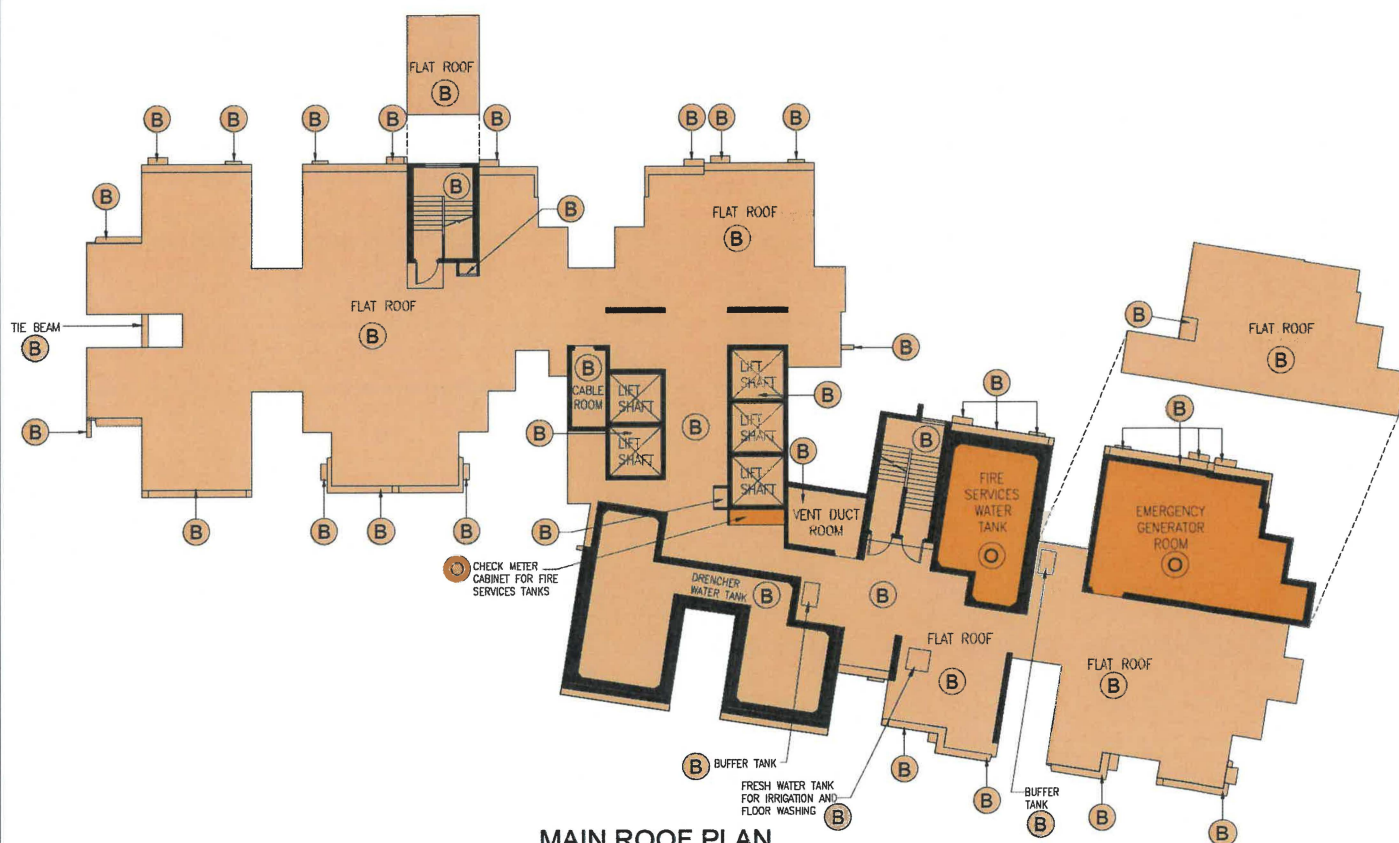 FLAT ROOF
B
B
B
B
B
B
B
B
B
B
B
B
FLAT ROOF
B
FLAT ROOF
B
TIE BEAM
B
B
FLAT ROOF
B
B
B
CABLE
ROOM
LIFT
SHAFT
LIFT
SHAFT
B
B
LIFT
SHAFT
LIFT
SHAFT
LIFT
SHAFT
B
B
B
B
B
B
B
B
B
B
VENT DUCT
ROOM
B
FIRE
SERVICES
WATER
TANK
O
B
EMERGENCY
GENERATOR
ROOM
O
B
O
CHECK METER
CABINET FOR FIRE
SERVICES TANKS
DRENCHER
WATER TANK
B
B
FLAT ROOF
B
FLAT ROOF
B
B
BUFFER TANK
FRESH WATER TANK
FOR IRRIGATION AND
FLOOR WASHING
B
B
B
BUFFER
TANK
B
B
B
MAIN ROOF PLAN